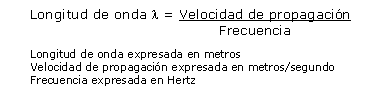 Longitud de onda λ = Velocidad de propagación
Frecuencia
Longitud de onda expresada en metros
Velocidad de propagación expresada en metros/segundo
Frecuencia expresada en Hertz